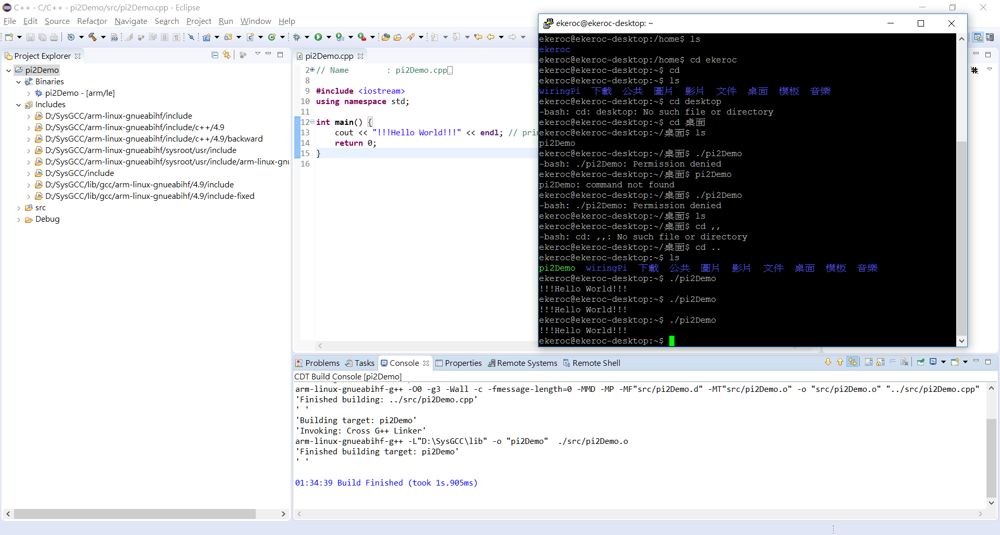 C++ - C/C++ - pi2Demo/src/pi2Demo.cpp - Eclipse
File Edit Source Refactor Navigate Search Project Run Window Help
Project Explorer
pi2Demo
Binaries
pi2Demo - [arm/le]
Includes
D:/SysGCC/arm-linux-gnueabihf/include
D:/SysGCC/arm-linux-gnueabihf/include/c++/4.9
D:/SysGCC/arm-linux-gnueabihf/include/c++/4.9/backward
D:/SysGCC/arm-linux-gnueabihf/sysroot/usr/include
D:/SysGCC/arm-linux-gnueabihf/sysroot/usr/include/arm-linux-gnu
D:/SysGCC/include
D:/SysGCC/lib/gcc/arm-linux-gnueabihf/4.9/include
D:/SysGCC/lib/gcc/arm-linux-gnueabihf/4.9/include-fixed
src
Debug
pi2Demo.cpp
2 // Name : pi2Demo.cpp
8
9 #include <iostream>
10 using namespace std;
11
12 int main() {
13 cout << "!!!Hello World!!!" << endl; // pri
14 return 0;
15 }
16
ekeroc@ekeroc-desktop: ~
ekeroc@ekeroc-desktop:/home$ ls
ekeroc
ekeroc@ekeroc-desktop:/home$ cd ekeroc
ekeroc@ekeroc-desktop:~$ cd
ekeroc@ekeroc-desktop:~$ ls
wiringPi 下載 公共 圖片 影片 文件 桌面 模板 音樂
ekeroc@ekeroc-desktop:~$ cd desktop
-bash: cd: desktop: No such file or directory
ekeroc@ekeroc-desktop:~$ cd 桌面
ekeroc@ekeroc-desktop:~/桌面$ ls
pi2Demo
ekeroc@ekeroc-desktop:~/桌面$ ./pi2Demo
-bash: ./pi2Demo: Permission denied
ekeroc@ekeroc-desktop:~/桌面$ pi2Demo
pi2Demo: command not found
ekeroc@ekeroc-desktop:~/桌面$ ./pi2Demo
-bash: ./pi2Demo: Permission denied
ekeroc@ekeroc-desktop:~/桌面$ ls
ekeroc@ekeroc-desktop:~/桌面$ cd ,,
-bash: cd: ,,: No such file or directory
ekeroc@ekeroc-desktop:~/桌面$ cd ..
ekeroc@ekeroc-desktop:~$ ls
pi2Demo wiringPi 下載 公共 圖片 影片 文件 桌面 模板 音樂
ekeroc@ekeroc-desktop:~$ ./pi2Demo
!!!Hello World!!!
ekeroc@ekeroc-desktop:~$ ./pi2Demo
!!!Hello World!!!
ekeroc@ekeroc-desktop:~$ ./pi2Demo
!!!Hello World!!!
ekeroc@ekeroc-desktop:~$
Problems Tasks Console Properties Remote Systems Remote Shell
CDT Build Console [pi2Demo]
arm-linux-gnueabihf-g++ -O0 -g3 -Wall -c -fmessage-length=0 -MMD -MP -MF"src/pi2Demo.d" -MT"src/pi2Demo.o" -o "src/pi2Demo.o" "../src/pi2Demo.cpp"
'Finished building: ../src/pi2Demo.cpp'
' '
'Building target: pi2Demo'
'Invoking: Cross G++ Linker'
arm-linux-gnueabihf-g++ -L"D:\SysGCC\lib" -o "pi2Demo" ./src/pi2Demo.o
'Finished building target: pi2Demo'
' '
01:34:39 Build Finished (took 1s.905ms)